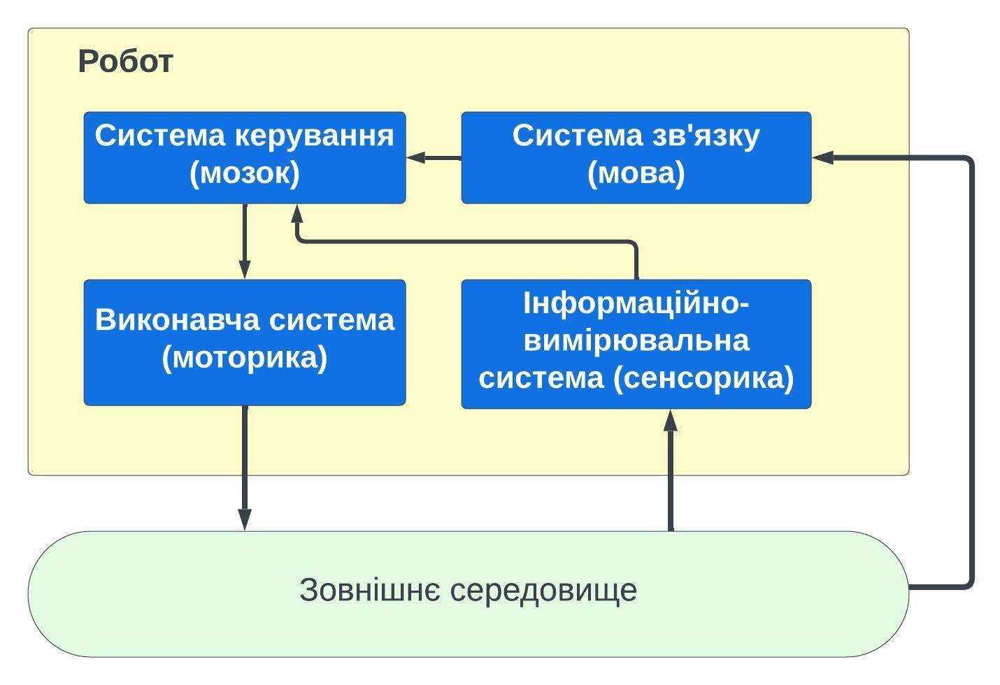 Робот
Система керування
(мозок)
Система зв'язку
(мова)
Виконавча система
(моторика)
Інформаційно-
вимірювальна
система (сенсорика)
Зовнішнє середовище